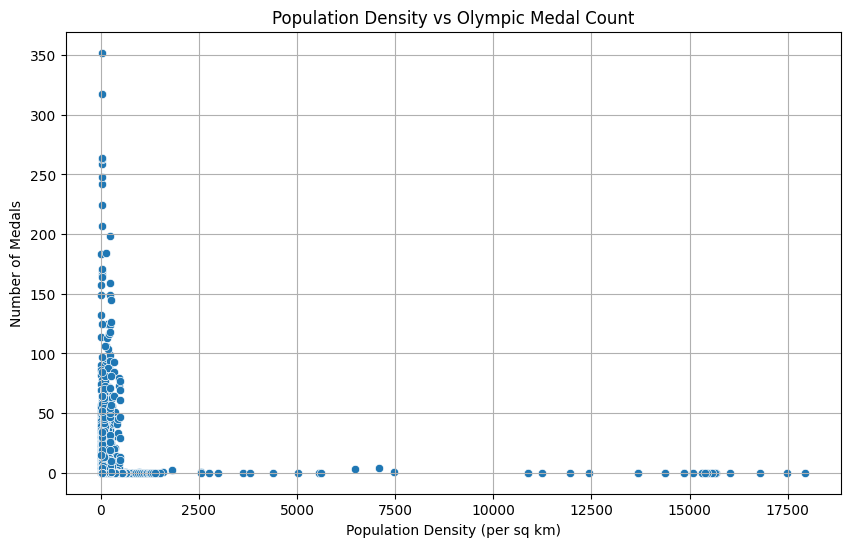 Population Density vs Olympic Medal Count
350
300
250
200
150
100
50
0
Number of Medals
0 2500 5000 7500 10000 12500 15000 17500
Population Density (per sq km)